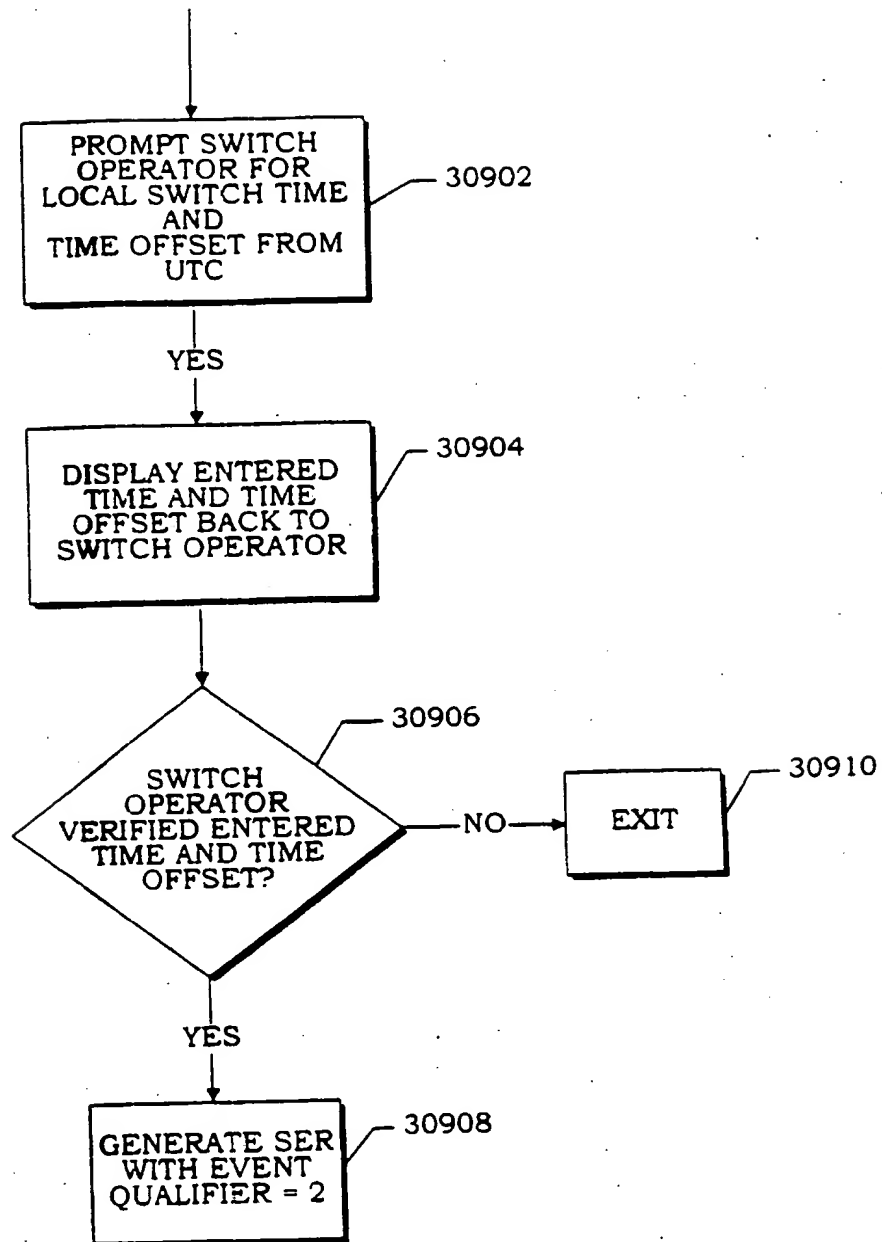 PROMPT SWITCH
OPERATOR FOR
LOCAL SWITCH TIME
AND
TIME OFFSET FROM
UTC
30902
YES
DISPLAY ENTERED
TIME AND TIME
OFFSET BACK TO
SWITCH OPERATOR
30904
SWITCH
OPERATOR
VERIFIED ENTERED
TIME AND TIME
OFFSET?
30906
NO
EXIT
30910
YES
GENERATE SER
WITH EVENT
QUALIFIER = 2
30908